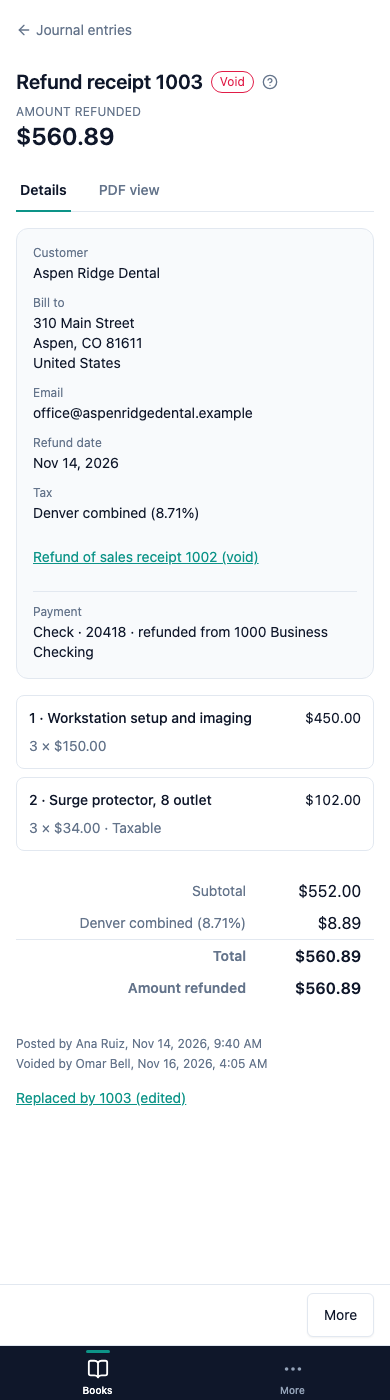 Journal entries
Refund receipt 1003 Void
AMOUNT REFUNDED
$560.89
Details PDF view
Customer
Aspen Ridge Dental
Bill to
310 Main Street
Aspen, CO 81611
United States
Email
office@aspenridgedental.example
Refund date
Nov 14, 2026
Tax
Denver combined (8.71%)
Refund of sales receipt 1002 (void)
Payment
Check · 20418 · refunded from 1000 Business
Checking
1 · Workstation setup and imaging $450.00
3 × $150.00
2 · Surge protector, 8 outlet $102.00
3 × $34.00 · Taxable
Subtotal $552.00
Denver combined (8.71%) $8.89
Total $560.89
Amount refunded $560.89
Posted by Ana Ruiz, Nov 14, 2026, 9:40 AM
Voided by Omar Bell, Nov 16, 2026, 4:05 AM
Replaced by 1003 (edited)
More
Books More